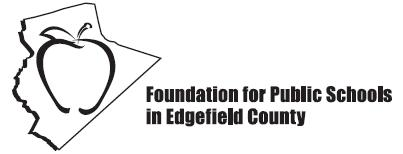 Foundation for Public Schools
in Edgefield County